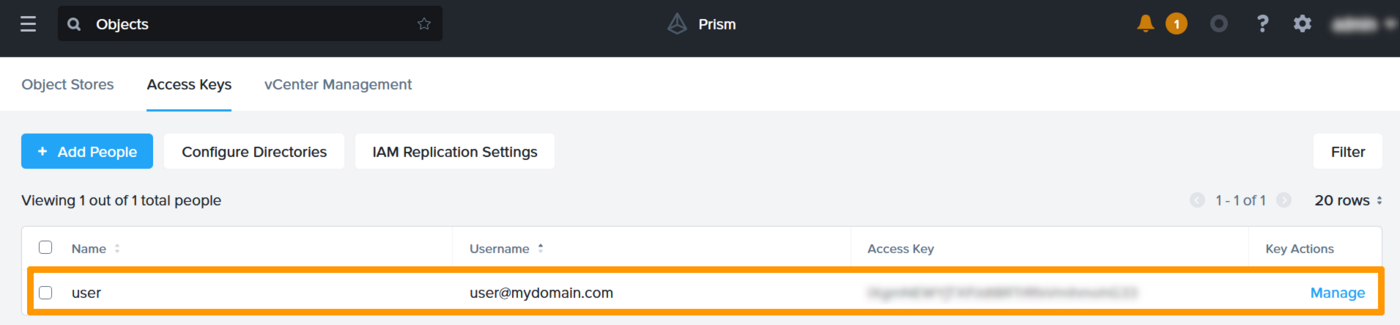 Objects
Prism
1
?
Object Stores Access Keys vCenter Management
+ Add People Configure Directories IAM Replication Settings Filter
Viewing 1 out of 1 total people 1 - 1 of 1 20 rows
Name Username Access Key Key Actions
user user@mydomain.com Manage